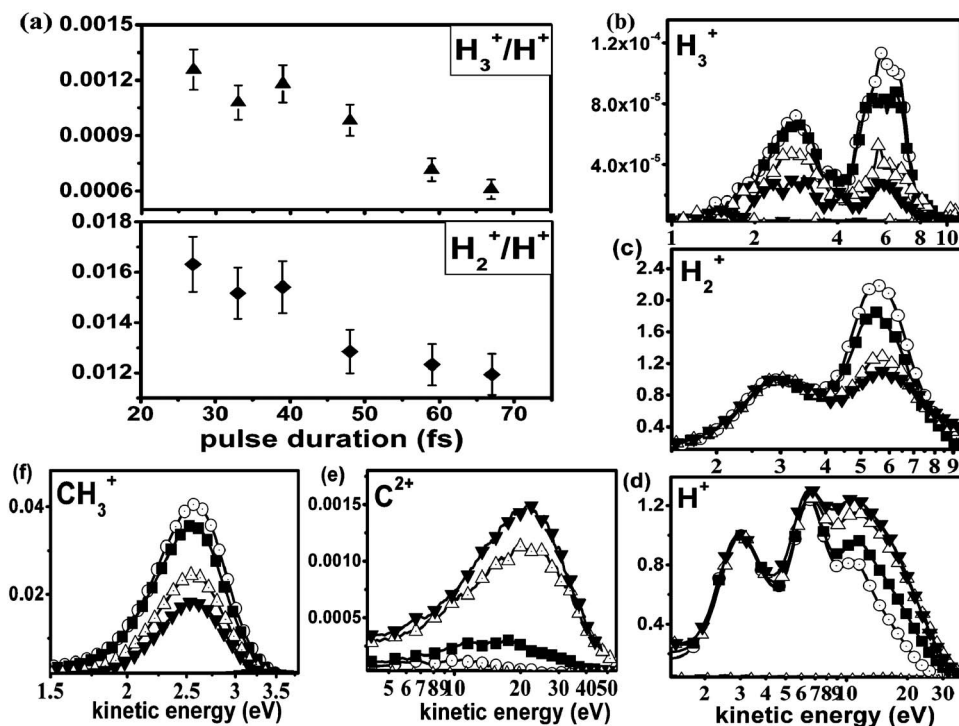 (a)
0.0015
0.0012
0.0009
0.0006
H₃⁺/H⁺
0.018
0.016
0.014
0.012
H₂⁺/H⁺
20 30 40 50 60 70
pulse duration (fs)
(b)
H₃⁺
1.2x10⁻⁴
8.0x10⁻⁵
4.0x10⁻⁵
1 2 4 6 8 10
(c)
H₂⁺
2.4
1.8
1.2
0.6
2 3 4 5 6 7 8 9
(f)
CH₃⁺
0.04
0.02
1.5 2 2.5 3 3.5
kinetic energy (eV)
(e)
C²⁺
0.0015
0.0010
0.0005
5 6 7 8 9 10 20 30 40 50
kinetic energy (eV)
(d)
H⁺
1.2
0.8
0.4
2 3 4 5 6 7 8 9 10 20 30
kinetic energy (eV)